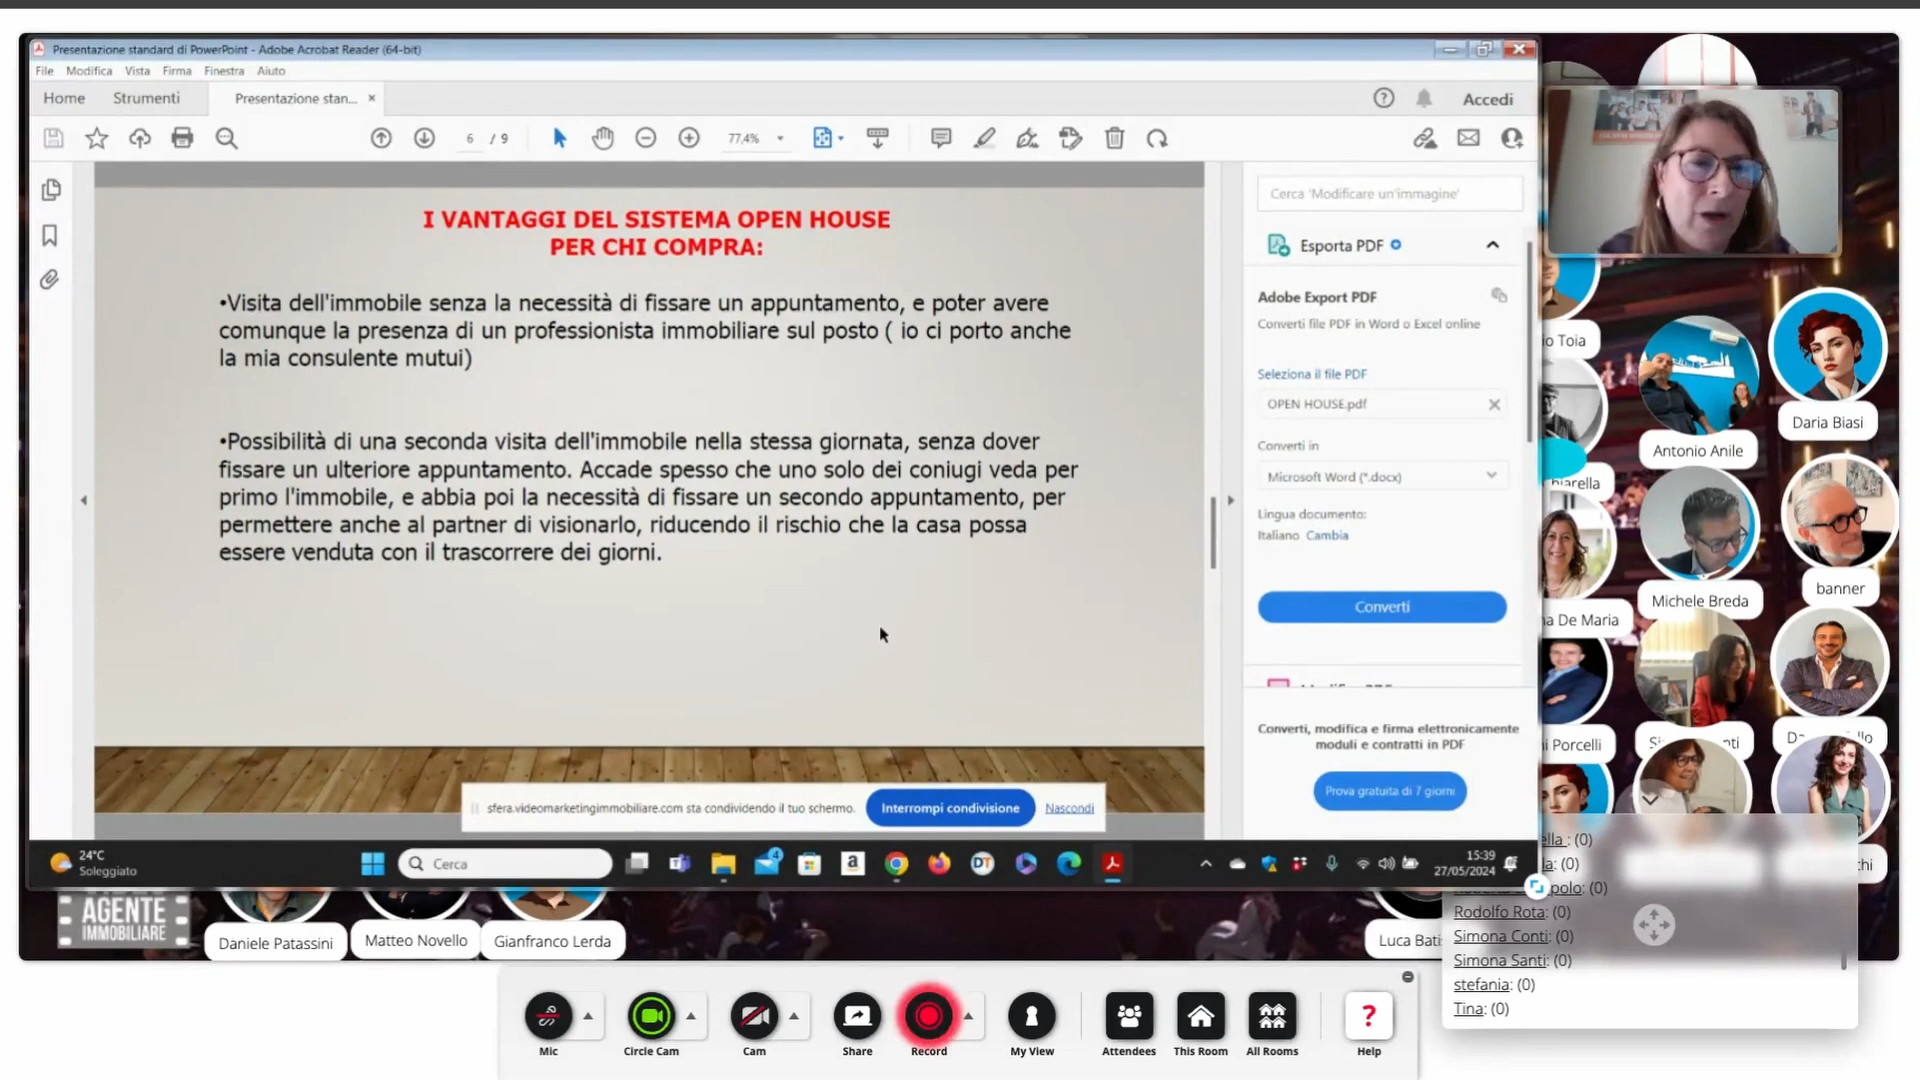 Presentazione standard di PowerPoint - Adobe Acrobat Reader (64-bit)
File Modifica Vista Firma Finestra Aiuto
Home Strumenti Presentazione stan... × Accedi
6 / 9 77,4%
I VANTAGGI DEL SISTEMA OPEN HOUSE
PER CHI COMPRA:
•Visita dell'immobile senza la necessità di fissare un appuntamento, e poter avere
comunque la presenza di un professionista immobiliare sul posto ( io ci porto anche
la mia consulente mutui)
•Possibilità di una seconda visita dell'immobile nella stessa giornata, senza dover
fissare un ulteriore appuntamento. Accade spesso che uno solo dei coniugi veda per
primo l'immobile, e abbia poi la necessità di fissare un secondo appuntamento, per
permettere anche al partner di visionarlo, riducendo il rischio che la casa possa
essere venduta con il trascorrere dei giorni.
Cerca 'Modificare un'immagine'
Esporta PDF
Adobe Export PDF
Converti file PDF in Word o Excel online
Seleziona il file PDF
OPEN HOUSE.pdf
Converti in
Microsoft Word (*.docx)
Lingua documento:
Italiano Cambia
Converti
Converti, modifica e firma elettronicamente
moduli e contratti in PDF
Prova gratuita di 7 giorni
sfera.videomarketingimmobiliare.com sta condividendo il tuo schermo. Interrompi condivisione Nascondi
24°C
Soleggiato
Cerca
4
DT
15:39
27/05/2024
Toia
Daria Biasi
Antonio Anile
Michele Breda
banner
De Maria
Porcelli
AGENTE
IMMOBILIARE
Daniele Patassini
Matteo Novello
Gianfranco Lerda
Luca
(0)
(0)
(0)
Rodolfo Rota: (0)
Simona Conti: (0)
Simona Santi: (0)
stefania: (0)
Tina: (0)
Mic
Circle Cam
Cam
Share
Record
My View
Attendees
This Room
All Rooms
? Help